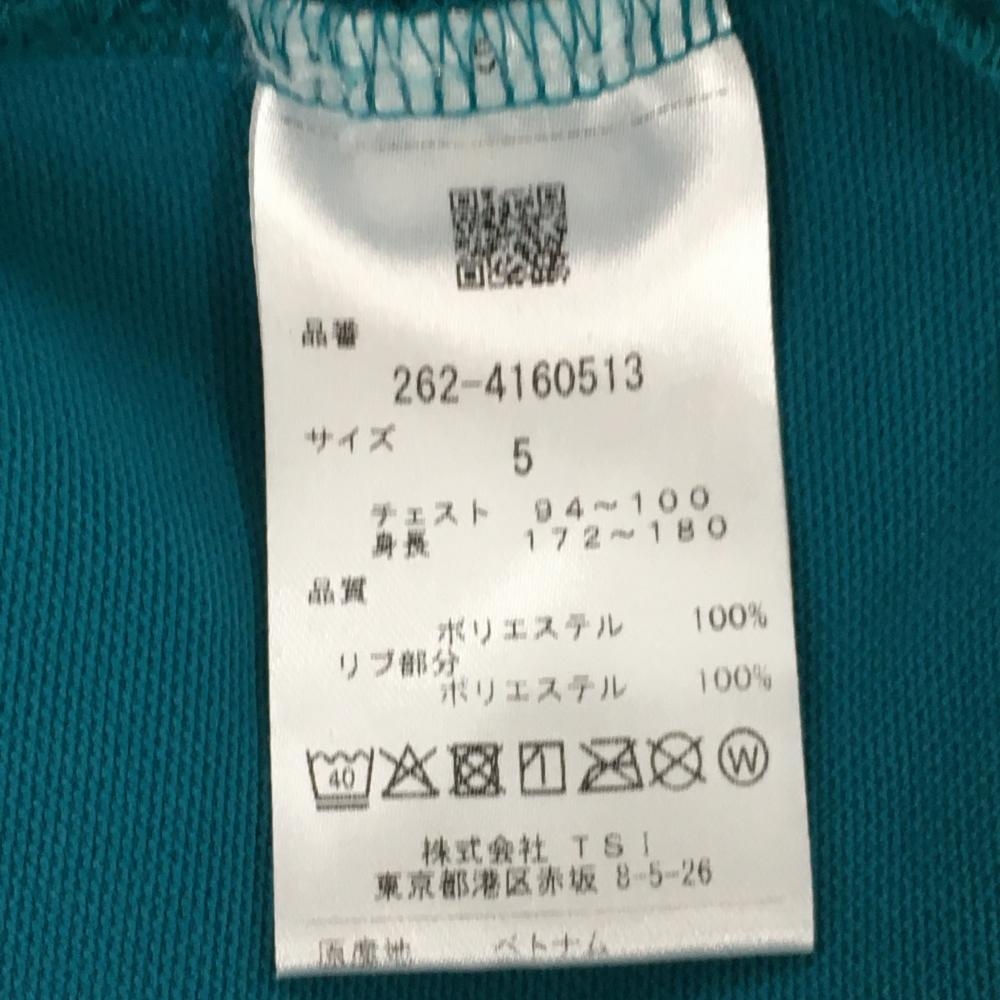 品番
262-4160513
サイズ 5
チェスト 94～100
身長 172～180
品質
ポリエステル 100%
リブ部分
ポリエステル 100%
40 W
株式会社 TSI
東京都港区赤坂 8-5-26
原産地 ベトナム